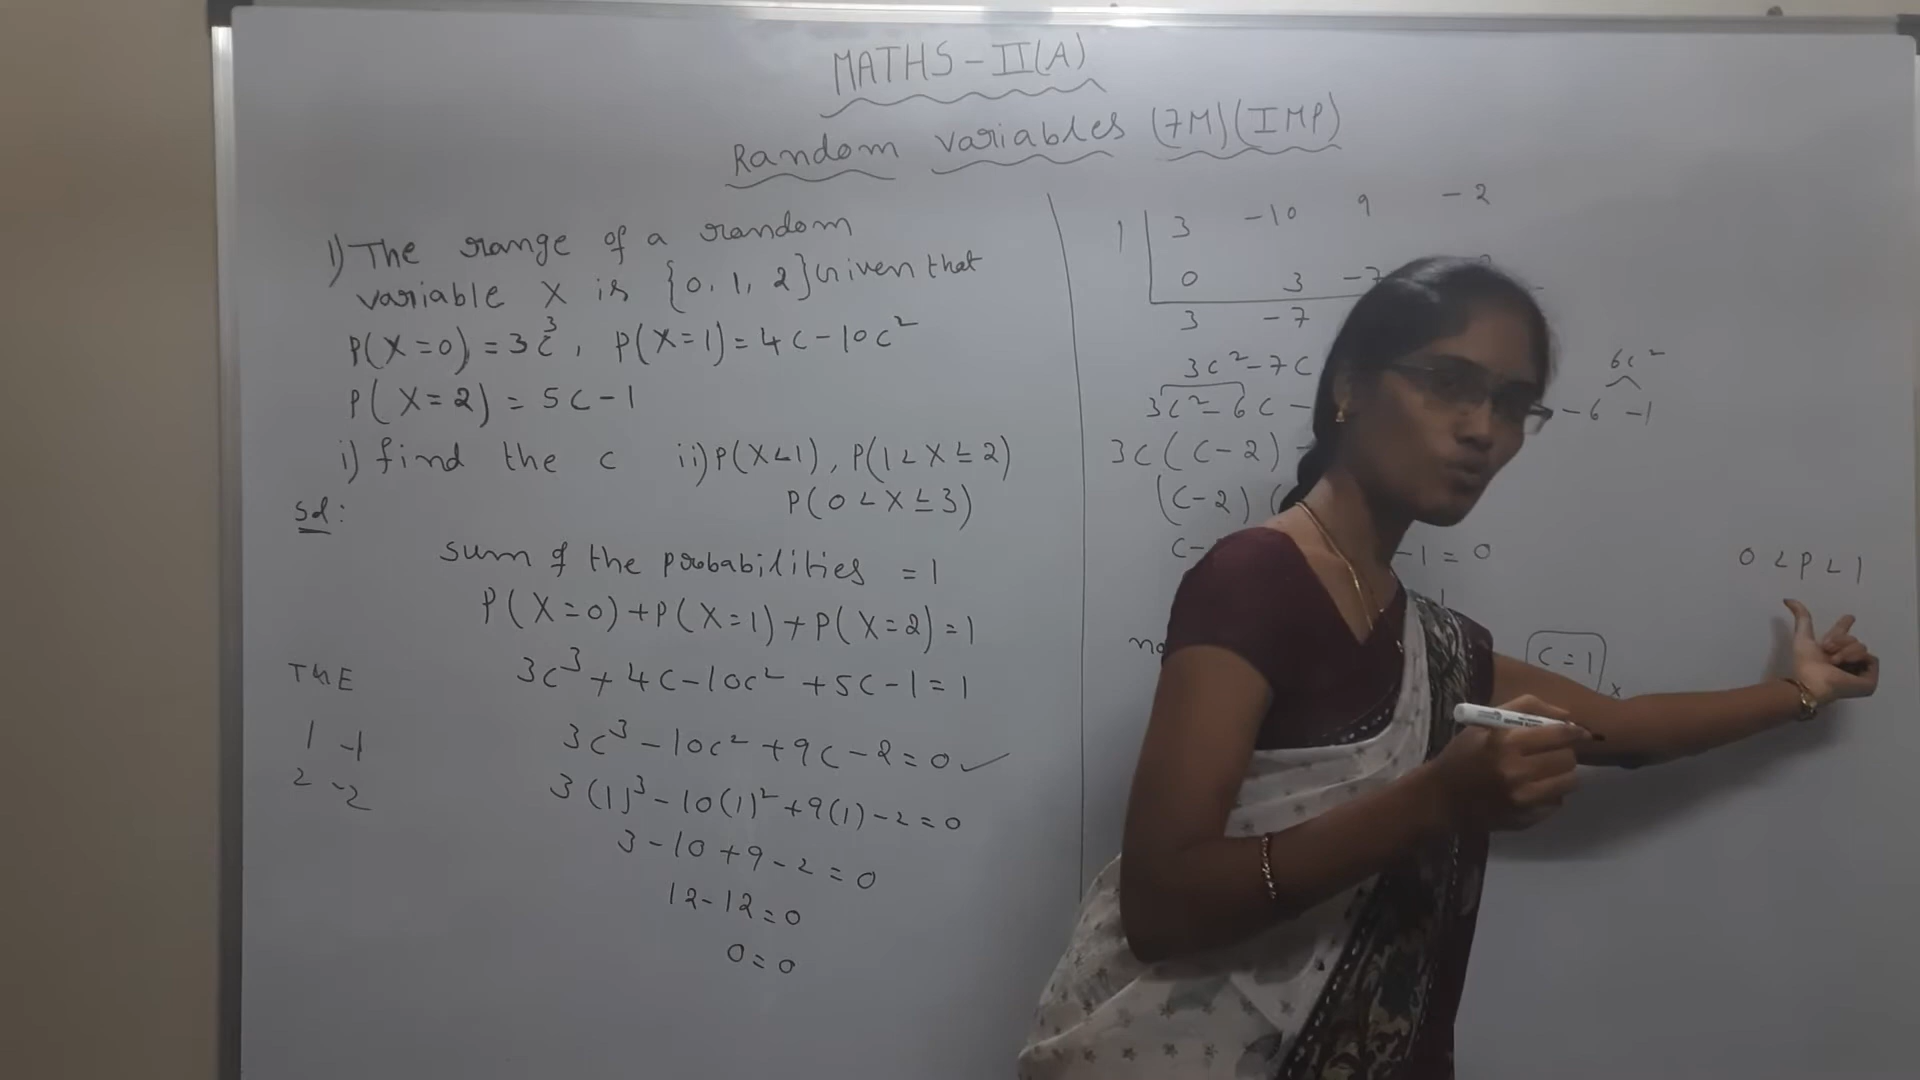 MATHS - II(A)
Random variables (7M)(IMP)
1) The range of a random
variable X is {0, 1, 2} Given that
P(X=0) = 3c³, P(X=1) = 4c-10c²
P(X=2) = 5c-1
i) find the c ii) P(X<1), P(1<X≤2)
P(0<X≤3)
Sol:
sum of the probabilities = 1
P(X=0)+P(X=1)+P(X=2)=1
3c³+4c-10c²+5c-1=1
3c³-10c²+9c-2=0 ✓
3(1)³-10(1)²+9(1)-2=0
3-10+9-2=0
12-12=0
0=0
ThE
1 -1
2 -2
1 3 -10 9 -2
0 3 -7
3 -7
3c²-7c
6c²
3c²-6c-
-6 -1
3c(c-2)
(c-2)(
c-
-1=0
0<P<1
c=1
x